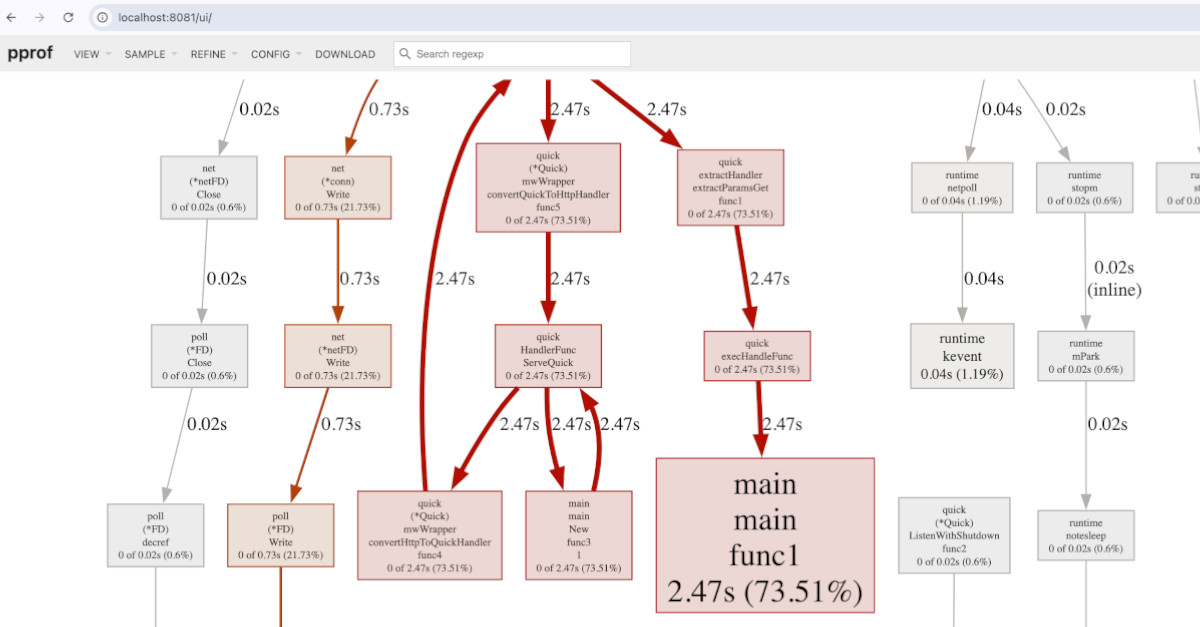 localhost:8081/ui/
pprof
VIEW
SAMPLE
REFINE
CONFIG
DOWNLOAD
Search regexp
0.02s
0.73s
2.47s
2.47s
0.04s
0.02s
net
(*netFD)
Close
0 of 0.02s (0.6%)
net
(*conn)
Write
0 of 0.73s (21.73%)
quick
(*Quick)
mwWrapper
convertQuickToHttpHandler
func5
0 of 2.47s (73.51%)
quick
extractHandler
extractParamsGet
func1
0 of 2.47s (73.51%)
runtime
netpoll
0 of 0.04s (1.19%)
runtime
stopm
0 of 0.02s (0.6%)
0.02s
0.73s
2.47s
2.47s
2.47s
0.04s
0.02s
(inline)
poll
(*FD)
Close
0 of 0.02s (0.6%)
net
(*netFD)
Write
0 of 0.73s (21.73%)
quick
HandlerFunc
ServeQuick
0 of 2.47s (73.51%)
quick
execHandleFunc
0 of 2.47s (73.51%)
runtime
kevent
0.04s (1.19%)
runtime
mPark
0 of 0.02s (0.6%)
0.02s
0.73s
2.47s
2.47s
2.47s
2.47s
0.02s
poll
(*FD)
decref
0 of 0.02s (0.6%)
poll
(*FD)
Write
0 of 0.73s (21.73%)
quick
(*Quick)
mwWrapper
convertHttpToQuickHandler
func4
0 of 2.47s (73.51%)
main
main
New
func3
1
0 of 2.47s (73.51%)
main
main
func1
2.47s (73.51%)
quick
(*Quick)
ListenWithShutdown
func2
0 of 0.02s (0.6%)
runtime
notesleep
0 of 0.02s (0.6%)